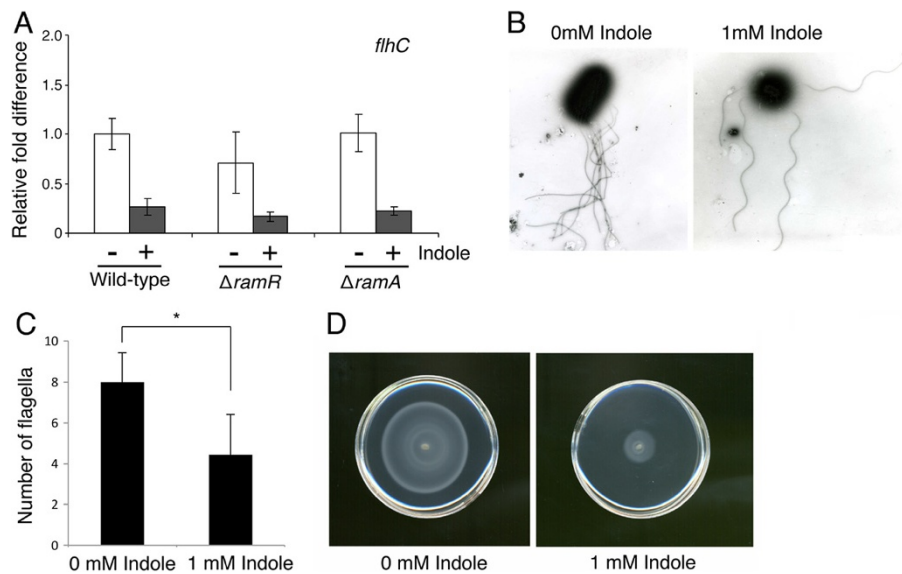 A
flhC
Relative fold difference
2.0
1.5
1.0
0.5
0
- + - + - + Indole
Wild-type ΔramR ΔramA
B
0mM Indole 1mM Indole
C
*
Number of flagella
10
8
6
4
2
0
0 mM Indole 1 mM Indole
D
0 mM Indole 1 mM Indole